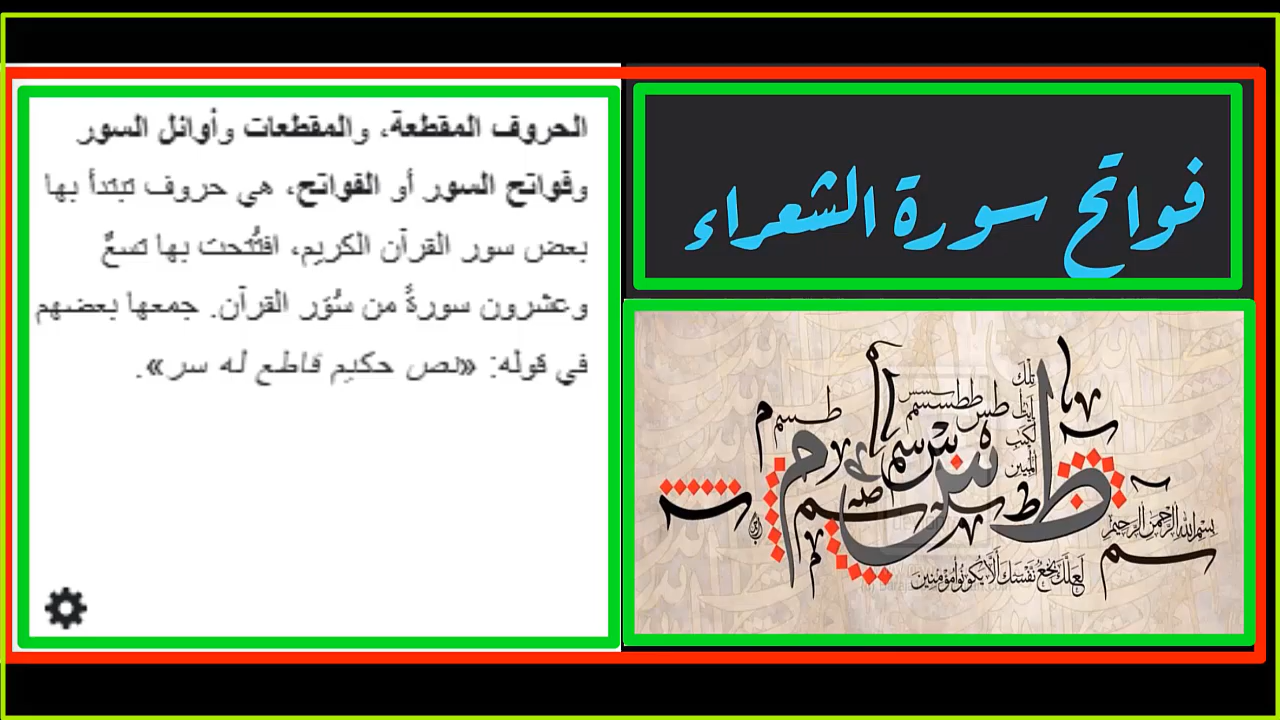 الحروف المقطعة، والمقطعات وأوائل السور
وفواتح السور أو الفواتح، هي حروف تبتدأ بها
بعض سور القرآن الكريم، افتُتحت بها تسعٌ
وعشرون سورةً من سُوَر القرآن. جمعها بعضهم
في قوله: «نص حكيم قاطع له سر».
فواتح سورة الشعراء
تلك
آيات
الكتب
المبين
طسم
بسم الله الرحمن الرحيم
لعلك بخع نفسك ألا يكونوا مؤمنين